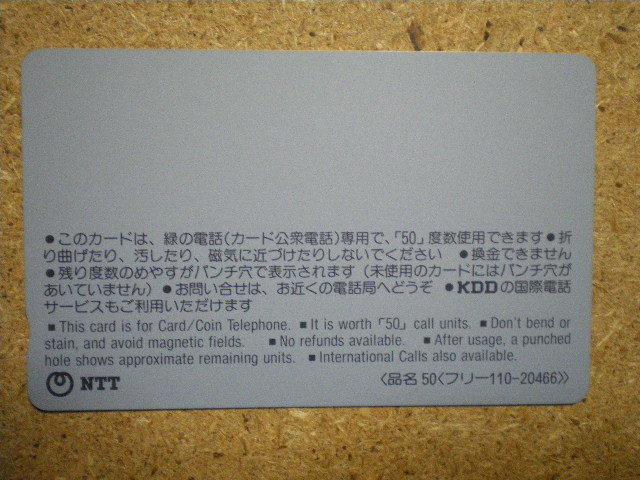 ●このカードは、緑の電話(カード公衆電話)専用で、「50」度数使用できます●折
り曲げたり、汚したり、磁気に近づけたりしないでください ●換金できません
●残り度数のめやすがパンチ穴で表示されます(未使用のカードにはパンチ穴が
あいていません) ●お問い合せは、お近くの電話局へどうぞ ●KDDの国際電話
サービスもご利用いただけます
■ This card is for Card/Coin Telephone. ■ It is worth「50」call units. ■ Don't bend or
stain, and avoid magnetic fields. ■ No refunds available. ■ After usage, a punched
hole shows approximate remaining units. ■ International Calls also available.
NTT
〈品名 50〈フリー110-20466〉〉